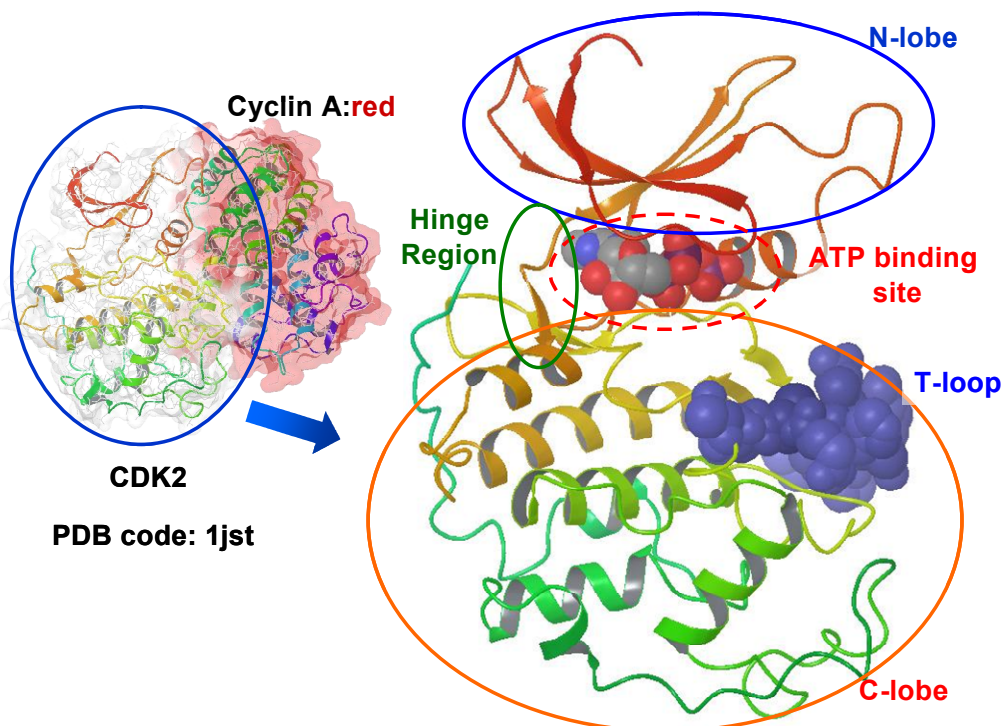 N-lobe
Cyclin A:red
Hinge
Region
ATP binding
site
T-loop
CDK2
PDB code: 1jst
C-lobe